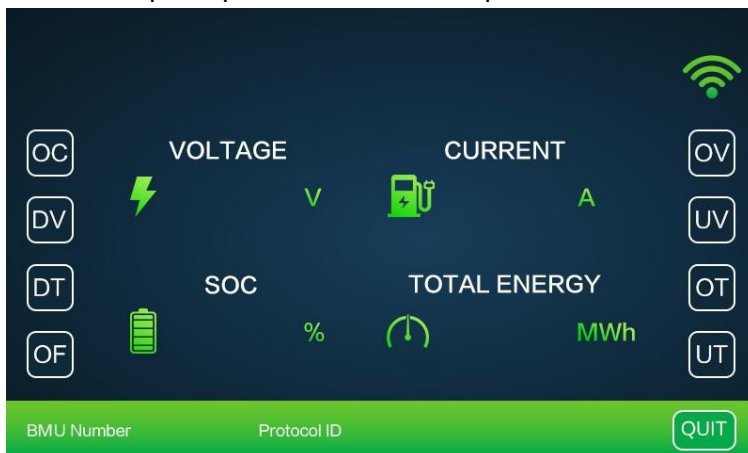 OC VOLTAGE CURRENT OV
DV V A UV
DT SOC TOTAL ENERGY OT
OF % MWh UT
BMU Number Protocol ID QUIT